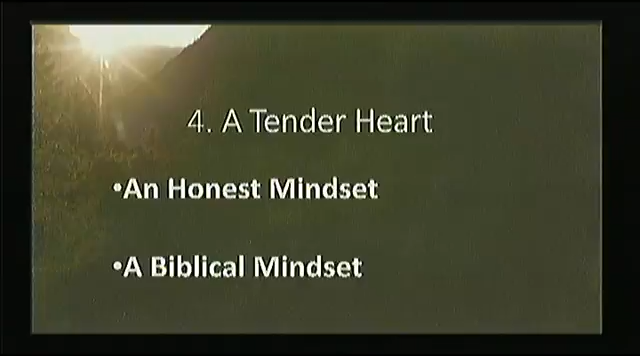 4. A Tender Heart
•An Honest Mindset
•A Biblical Mindset